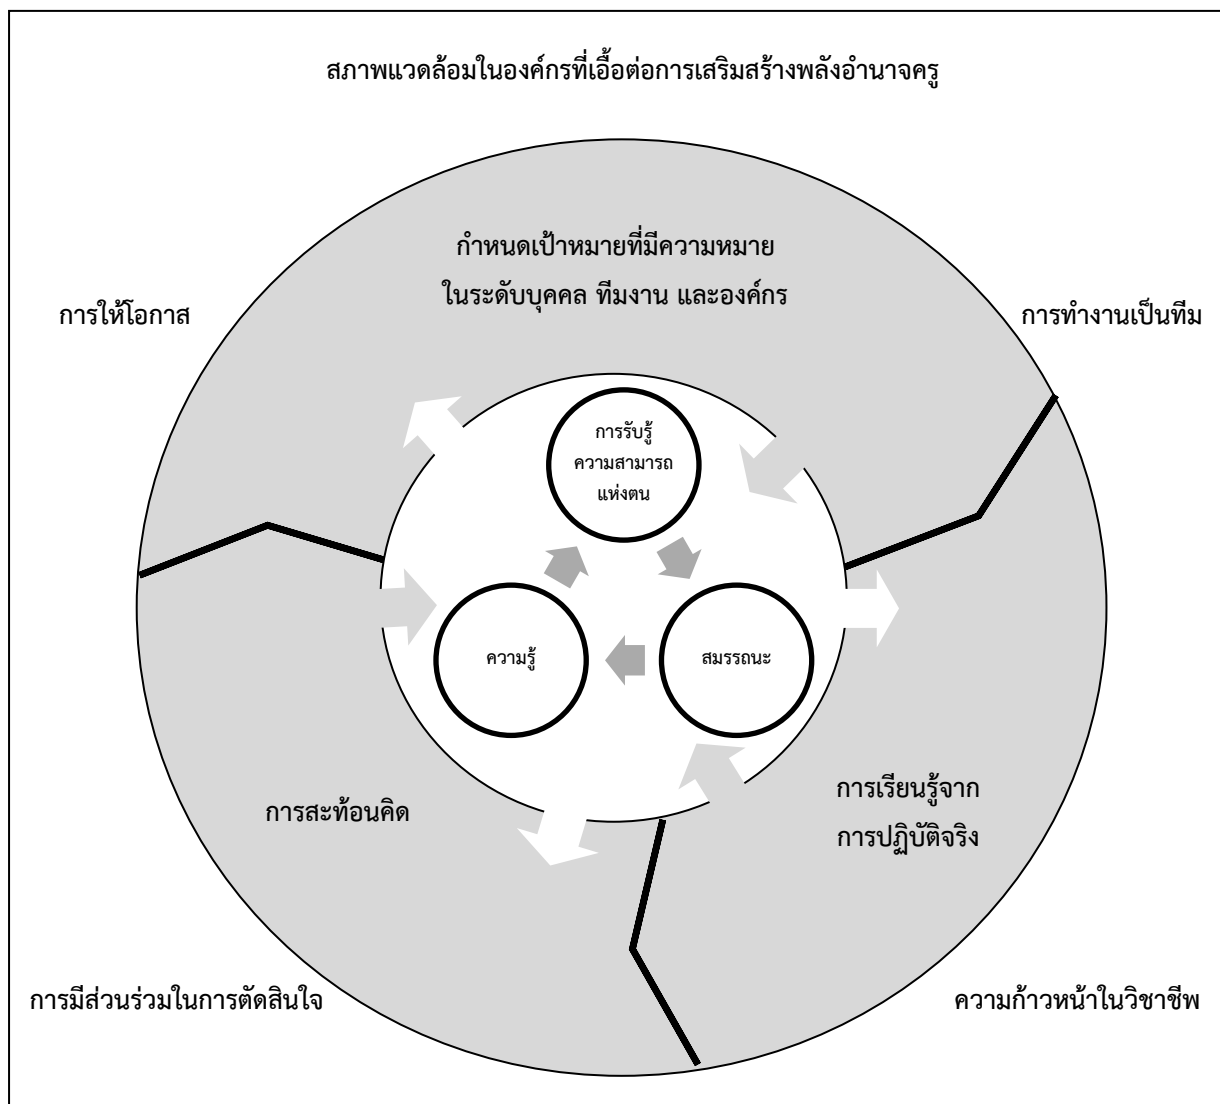 สภาพแวดล้อมในองค์กรที่เอื้อต่อการเสริมสร้างพลังอำนาจครู
กำหนดเป้าหมายที่มีความหมาย
ในระดับบุคคล ทีมงาน และองค์กร
การให้โอกาส
การทำงานเป็นทีม
การรับรู้
ความสามารถ
แห่งตน
ความรู้
สมรรถนะ
การสะท้อนคิด
การเรียนรู้จาก
การปฏิบัติจริง
การมีส่วนร่วมในการตัดสินใจ
ความก้าวหน้าในวิชาชีพ